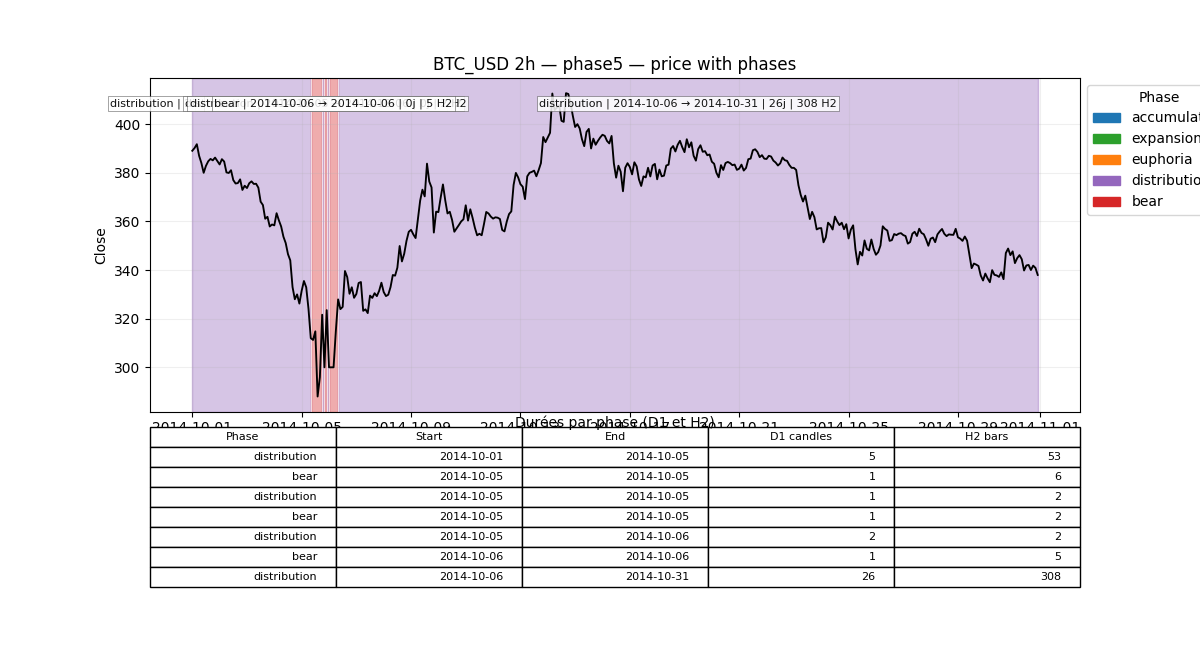 BTC_USD 2h — phase5 — price with phases
distribution | bear | 2014-10-06 → 2014-10-06 | 0j | 5 H2
distribution | 2014-10-06 → 2014-10-31 | 26j | 308 H2
Phase
accumulat
expansion
euphoria
distributio
bear
Close
400
380
360
340
320
300
2014-10-01 2014-10-05 2014-10-09 2014-10-21 2014-10-25 2014-10-29 2014-11-01
Durées par phase (D1 et H2)
Phase Start End D1 candles H2 bars
distribution 2014-10-01 2014-10-05 5 53
bear 2014-10-05 2014-10-05 1 6
distribution 2014-10-05 2014-10-05 1 2
bear 2014-10-05 2014-10-05 1 2
distribution 2014-10-05 2014-10-06 2 2
bear 2014-10-06 2014-10-06 1 5
distribution 2014-10-06 2014-10-31 26 308